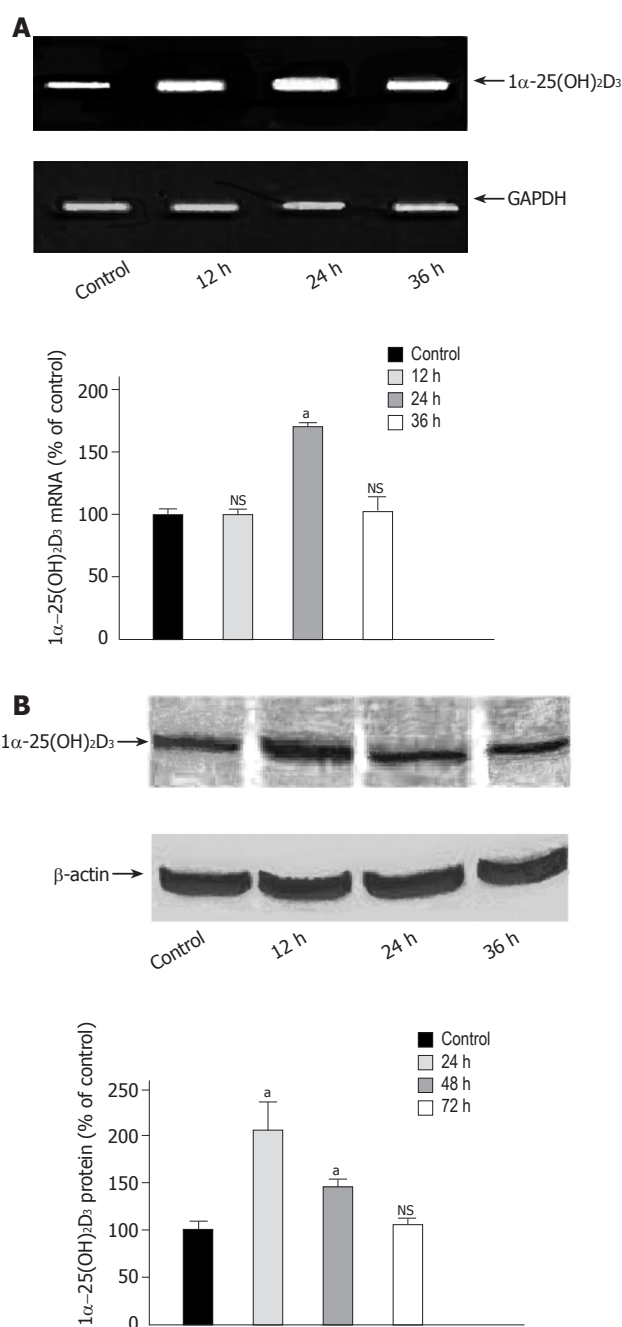 A
1α-25(OH)₂D₃
GAPDH
Control 12 h 24 h 36 h
1α−25(OH)₂D₃ mRNA (% of control)
200
150
100
50
0
NS
a
NS
Control
12 h
24 h
36 h
B
1α-25(OH)₂D₃
β-actin
Control 12 h 24 h 36 h
1α−25(OH)₂D₃ protein (% of control)
250
200
150
100
50
0
a
a
NS
Control
24 h
48 h
72 h